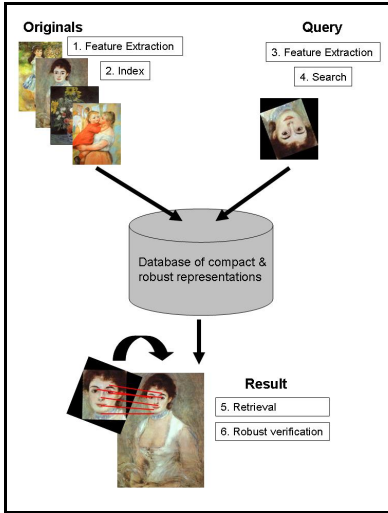 Originals
1. Feature Extraction
2. Index
Query
3. Feature Extraction
4. Search
Database of compact &
robust representations
Result
5. Retrieval
6. Robust verification